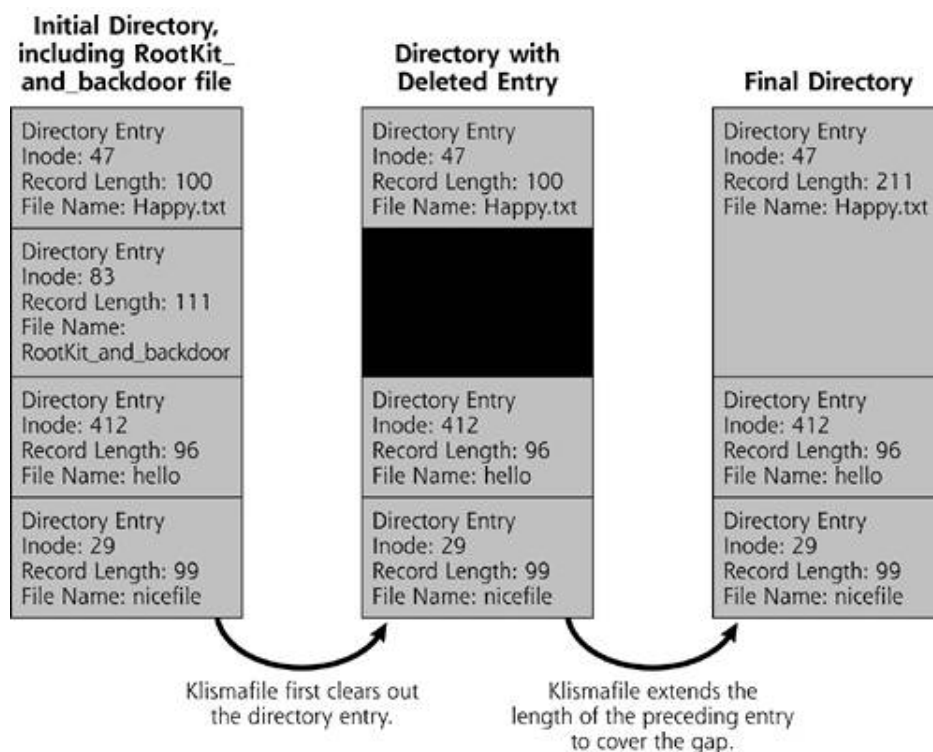 Initial Directory,
including RootKit_
and_backdoor file
Directory Entry
Inode: 47
Record Length: 100
File Name: Happy.txt
Directory Entry
Inode: 83
Record Length: 111
File Name:
RootKit_and_backdoor
Directory Entry
Inode: 412
Record Length: 96
File Name: hello
Directory Entry
Inode: 29
Record Length: 99
File Name: nicefile
Directory with
Deleted Entry
Directory Entry
Inode: 47
Record Length: 100
File Name: Happy.txt
Directory Entry
Inode: 412
Record Length: 96
File Name: hello
Directory Entry
Inode: 29
Record Length: 99
File Name: nicefile
Final Directory
Directory Entry
Inode: 47
Record Length: 211
File Name: Happy.txt
Directory Entry
Inode: 412
Record Length: 96
File Name: hello
Directory Entry
Inode: 29
Record Length: 99
File Name: nicefile
Klismafile first clears out
the directory entry.
Klismafile extends the
length of the preceding entry
to cover the gap.